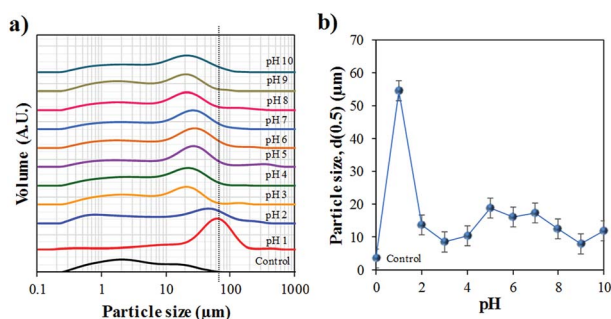 a)
pH 10
pH 9
pH 8
pH 7
pH 6
pH 5
pH 4
pH 3
pH 2
pH 1
Control
Volume (A.U.)
0.1 1 10 100 1000
Particle size (µm)
b)
70
60
50
40
30
20
10
0
Particle size, d(0.5) (µm)
Control
0 2 4 6 8 10
pH